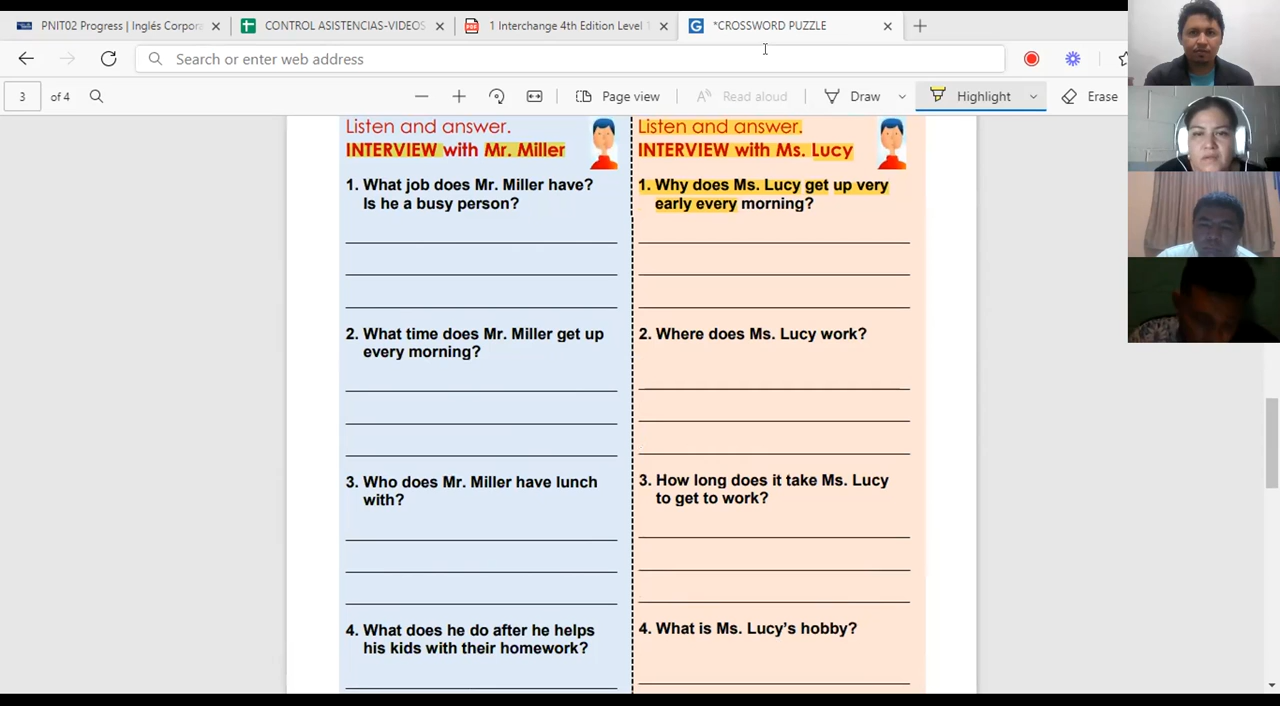 PNIT02 Progress | Inglés Corpora
CONTROL ASISTENCIAS-VIDEOS
1 Interchange 4th Edition Level 1
*CROSSWORD PUZZLE
Search or enter web address
3 of 4
Page view
Read aloud
Draw
Highlight
Erase
Listen and answer.
INTERVIEW with Mr. Miller
1. What job does Mr. Miller have?
Is he a busy person?
2. What time does Mr. Miller get up
every morning?
3. Who does Mr. Miller have lunch
with?
4. What does he do after he helps
his kids with their homework?
Listen and answer.
INTERVIEW with Ms. Lucy
1. Why does Ms. Lucy get up very
early every morning?
2. Where does Ms. Lucy work?
3. How long does it take Ms. Lucy
to get to work?
4. What is Ms. Lucy’s hobby?